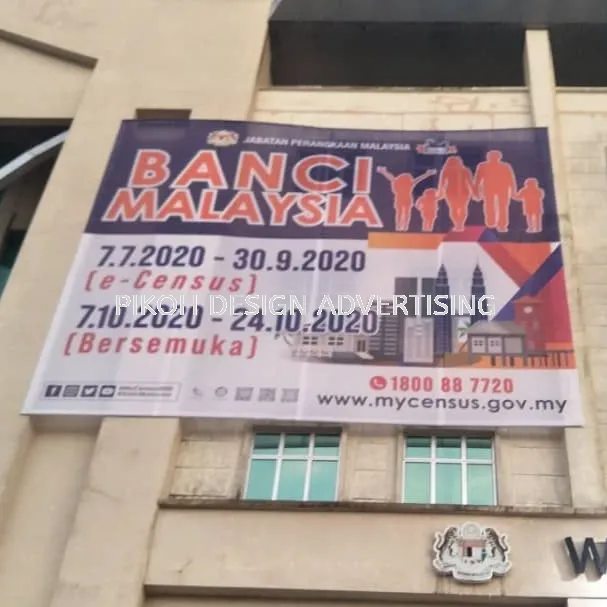 JABATAN PERANGKAAN MALAYSIA
BANCI
MALAYSIA
7.7.2020 - 30.9.2020
(e-Census)
PIKOLI DESIGN ADVERTISING
7.10.2020 - 24.10.2020
(Bersemuka)
1800 88 7720
www.mycensus.gov.my
W